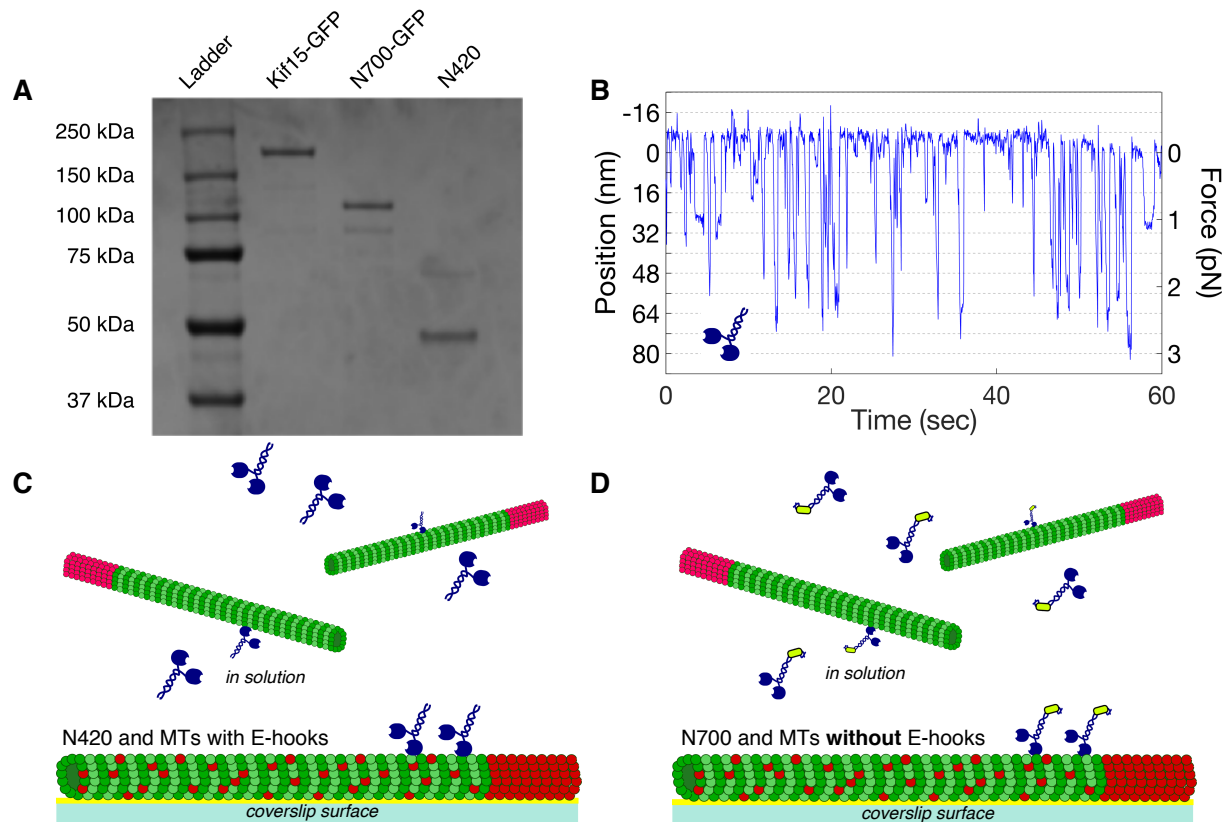 A
Ladder
Kif15-GFP
N700-GFP
N420
250 kDa
150 kDa
100 kDa
75 kDa
50 kDa
37 kDa
B
-16
0
16
32
48
64
80
Position (nm)
0
20
40
60
Time (sec)
0
1
2
3
Force (pN)
C
in solution
N420 and MTs with E-hooks
coverslip surface
D
in solution
N700 and MTs without E-hooks
coverslip surface